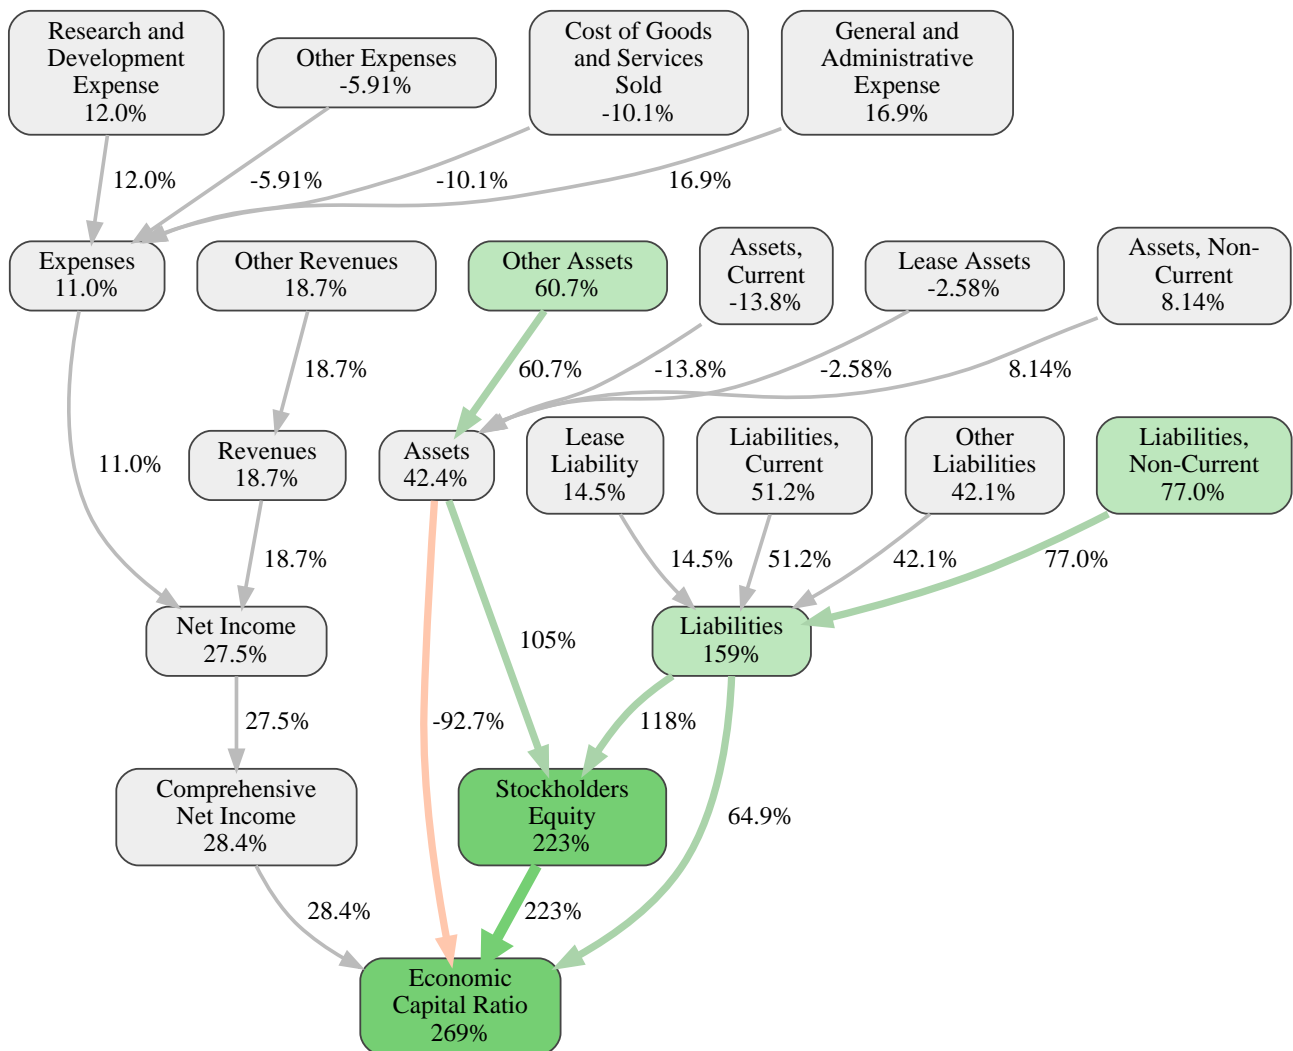 Research and
Development
Expense
12.0%
Other Expenses
-5.91%
Cost of Goods
and Services
Sold
-10.1%
General and
Administrative
Expense
16.9%
12.0%
-5.91%
-10.1%
16.9%
Expenses
11.0%
Other Revenues
18.7%
Other Assets
60.7%
Assets,
Current
-13.8%
Lease Assets
-2.58%
Assets, Non-
Current
8.14%
18.7%
60.7%
-13.8%
-2.58%
8.14%
11.0%
Revenues
18.7%
Assets
42.4%
Lease
Liability
14.5%
Liabilities,
Current
51.2%
Other
Liabilities
42.1%
Liabilities,
Non-Current
77.0%
18.7%
14.5%
51.2%
42.1%
77.0%
Net Income
27.5%
105%
Liabilities
159%
27.5%
-92.7%
118%
Comprehensive
Net Income
28.4%
Stockholders
Equity
223%
64.9%
28.4%
223%
Economic
Capital Ratio
269%